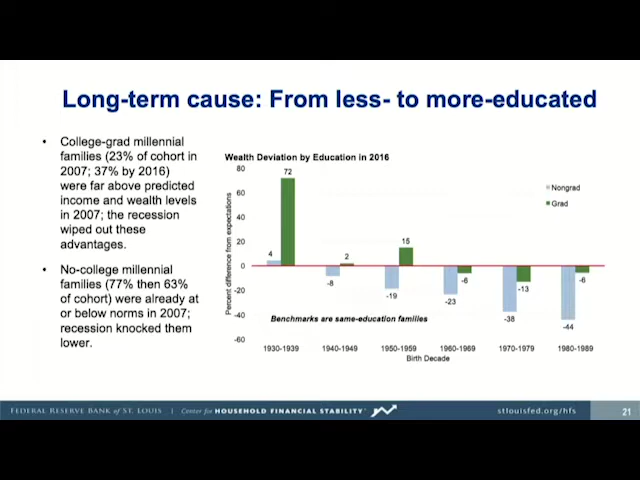 Long-term cause: From less- to more-educated
• College-grad millennial
families (23% of cohort in
2007; 37% by 2016)
were far above predicted
income and wealth levels
in 2007; the recession
wiped out these
advantages.
• No-college millennial
families (77% then 63%
of cohort) were already at
or below norms in 2007;
recession knocked them
lower.
Wealth Deviation by Education in 2016
Percent difference from expectations
80
60
40
20
0
-20
-40
-60
4
72
-8
2
-19
15
-23
-6
-38
-13
-44
-6
Nongrad
Grad
Benchmarks are same-education families
1930-1939 1940-1949 1950-1959 1960-1969 1970-1979 1980-1989
Birth Decade
FEDERAL RESERVE BANK of ST. LOUIS | Center for HOUSEHOLD FINANCIAL STABILITY stlouisfed.org/hfs 21